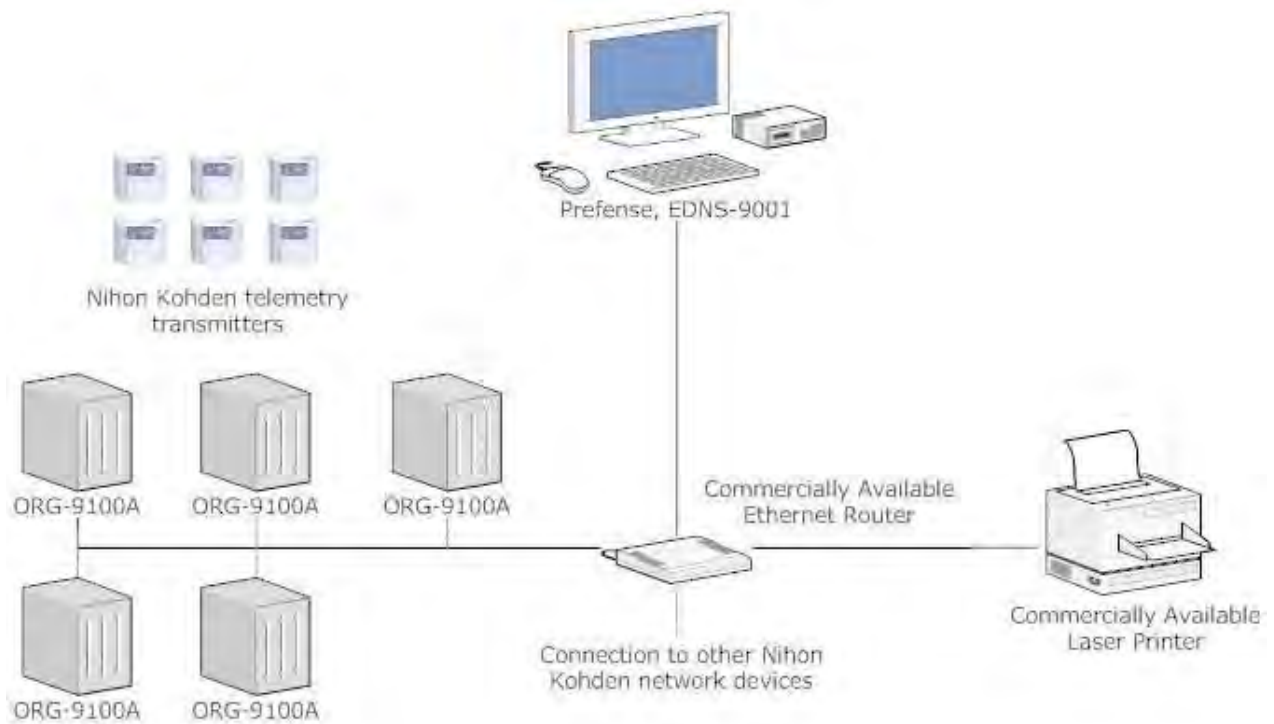 Prefense, EDNS-9001
Nihon Kohden telemetry
transmitters
ORG-9100A
ORG-9100A
ORG-9100A
Commercially Available
Ethernet Router
Commercially Available
Laser Printer
Connection to other Nihon
Kohden network devices
ORG-9100A
ORG-9100A